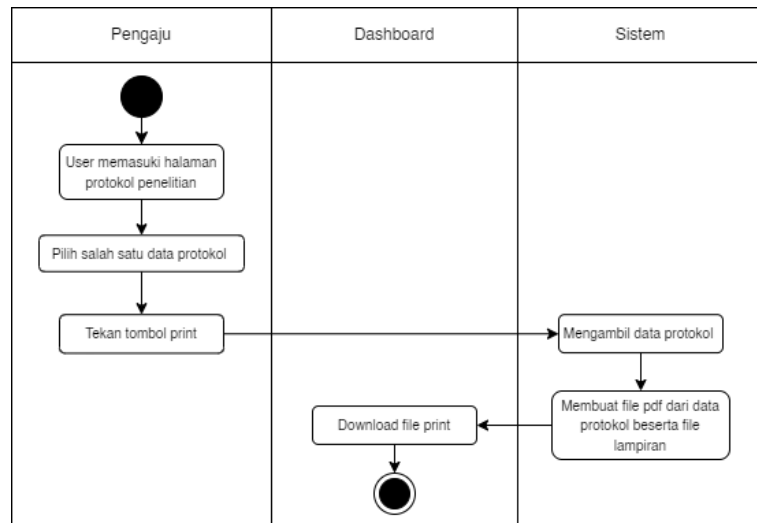 Pengaju
Dashboard
Sistem
User memasuki halaman
protokol penelitian
Pilih salah satu data protokol
Tekan tombol print
Mengambil data protokol
Membuat file pdf dari data
protokol beserta file
lampiran
Download file print